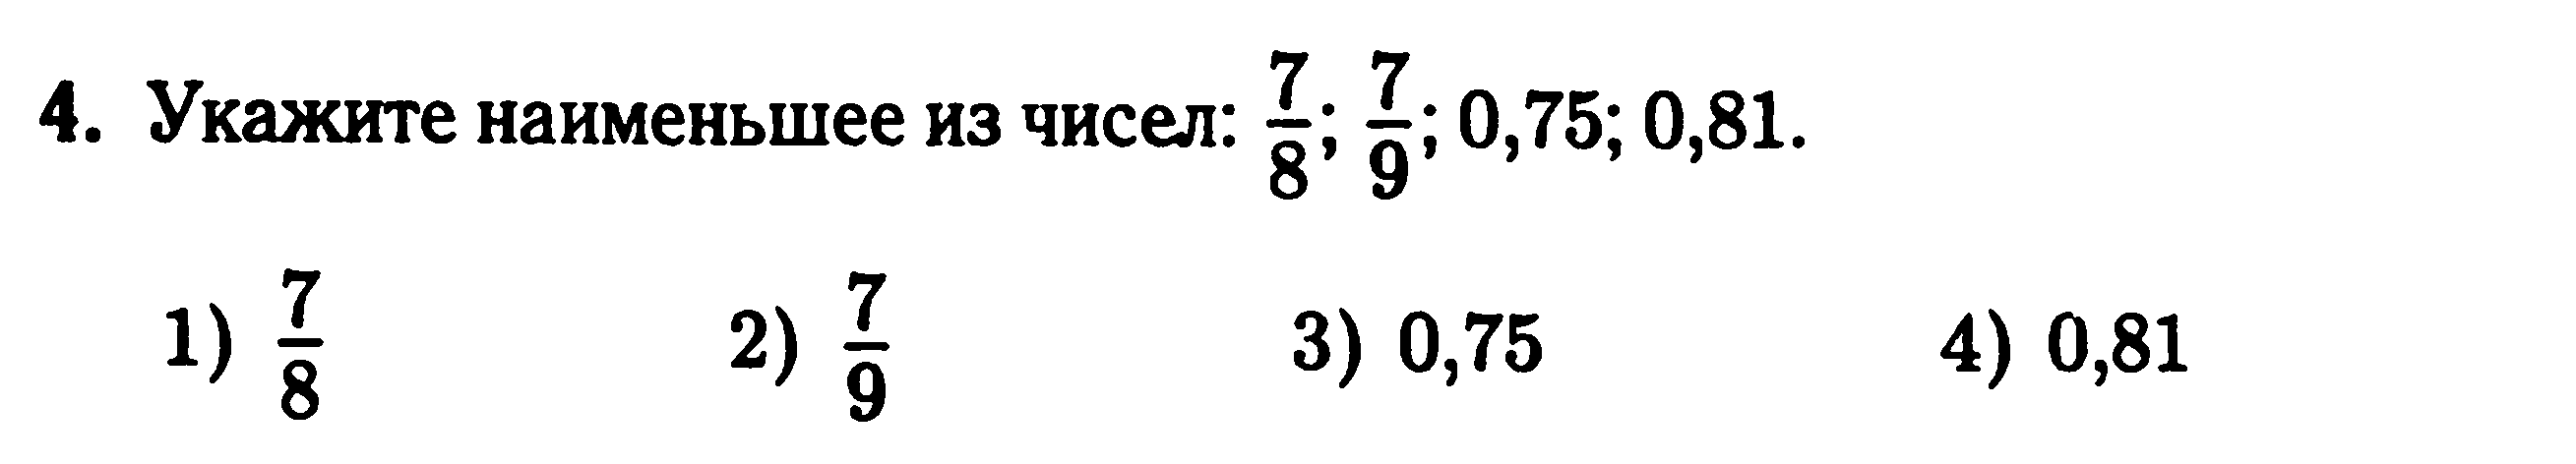 4. Укажите наименьшее из чисел: 7/8; 7/9; 0,75; 0,81.
1) 7/8 2) 7/9 3) 0,75 4) 0,81